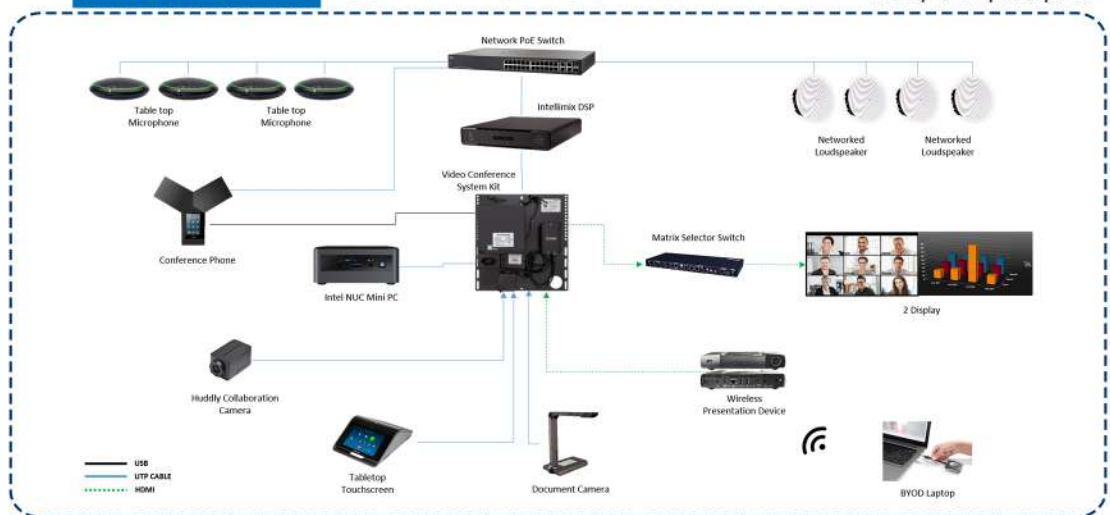 Network PoE Switch
Table top
Microphone
Table top
Microphone
Intellimix DSP
Networked
Loudspeaker
Networked
Loudspeaker
Video Conference
System Kit
Conference Phone
Matrix Selector Switch
Intel NUC Mini PC
2 Display
Huddly Collaboration
Camera
Wireless
Presentation Device
Tabletop
Touchscreen
Document Camera
BYOD Laptop
USB
UTP CABLE
HDMI